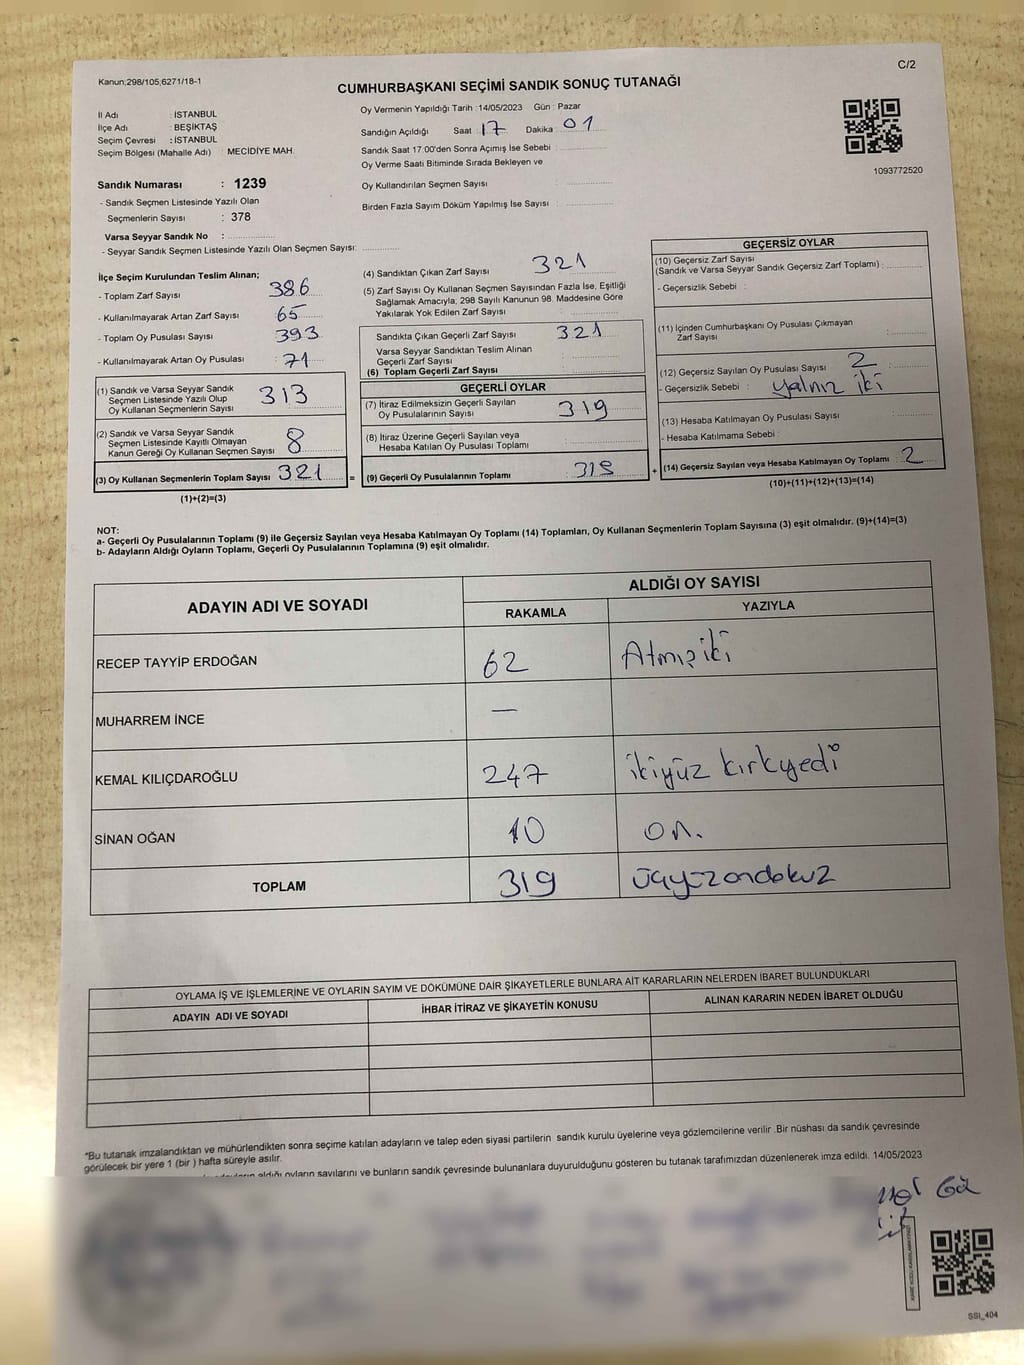 Kanun;298/105,6271/18-1
C/2
CUMHURBAŞKANI SEÇİMİ SANDIK SONUÇ TUTANAĞI
İl Adı : İSTANBUL
İlçe Adı : BEŞİKTAŞ
Seçim Çevresi : İSTANBUL
Seçim Bölgesi (Mahalle Adı) : MECİDİYE MAH.
Oy Vermenin Yapıldığı Tarih : 14/05/2023 Gün : Pazar
Sandığın Açıldığı Saat 17 Dakika 01
Sandık Saat 17:00'den Sonra Açımış İse Sebebi :
Oy Verme Saati Bitiminde Sırada Bekleyen ve
Oy Kullandırılan Seçmen Sayısı :
Birden Fazla Sayım Döküm Yapılmış İse Sayısı :
1093772520
Sandık Numarası : 1239
- Sandık Seçmen Listesinde Yazılı Olan
Seçmenlerin Sayısı : 378
Varsa Seyyar Sandık No :
- Seyyar Sandık Seçmen Listesinde Yazılı Olan Seçmen Sayısı:
İlçe Seçim Kurulundan Teslim Alınan;
- Toplam Zarf Sayısı : 386
- Kullanılmayarak Artan Zarf Sayısı : 65
- Toplam Oy Pusulası Sayısı : 393
- Kullanılmayarak Artan Oy Pusulası : 71
(1) Sandık ve Varsa Seyyar Sandık
Seçmen Listesinde Yazılı Olup
Oy Kullanan Seçmenlerin Sayısı : 313
(2) Sandık ve Varsa Seyyar Sandık
Seçmen Listesinde Kayıtlı Olmayan
Kanun Gereği Oy Kullanan Seçmen Sayısı : 8
(3) Oy Kullanan Seçmenlerin Toplam Sayısı : 321
(1)+(2)=(3)
(4) Sandıktan Çıkan Zarf Sayısı : 321
(5) Zarf Sayısı Oy Kullanan Seçmen Sayısından Fazla İse, Eşitliği
Sağlamak Amacıyla, 298 Sayılı Kanunun 98. Maddesine Göre
Yakılarak Yok Edilen Zarf Sayısı :
Sandıkta Çıkan Geçerli Zarf Sayısı : 321
Varsa Seyyar Sandıktan Teslim Alınan
Geçerli Zarf Sayısı :
(6) Toplam Geçerli Zarf Sayısı :
GEÇERLİ OYLAR
(7) İtiraz Edilmeksizin Geçerli Sayılan
Oy Pusulalarının Sayısı : 319
(8) İtiraz Üzerine Geçerli Sayılan veya
Hesaba Katılan Oy Pusulası Toplamı :
= (9) Geçerli Oy Pusulalarının Toplamı : 319 +
GEÇERSİZ OYLAR
(10) Geçersiz Zarf Sayısı
(Sandık ve Varsa Seyyar Sandık Geçersiz Zarf Toplamı) :
- Geçersizlik Sebebi :
(11) İçinden Cumhurbaşkanı Oy Pusulası Çıkmayan
Zarf Sayısı :
(12) Geçersiz Sayılan Oy Pusulası Sayısı : 2
- Geçersizlik Sebebi : yalnız iki
(13) Hesaba Katılmayan Oy Pusulası Sayısı :
- Hesaba Katılmama Sebebi :
(14) Geçersiz Sayılan veya Hesaba Katılmayan Oy Toplamı : 2
(10)+(11)+(12)+(13)=(14)
NOT:
a- Geçerli Oy Pusulalarının Toplamı (9) ile Geçersiz Sayılan veya Hesaba Katılmayan Oy Toplamı (14) Toplamları, Oy Kullanan Seçmenlerin Toplam Sayısına (3) eşit olmalıdır. (9)+(14)=(3)
b- Adayların Aldığı Oyların Toplamı, Geçerli Oy Pusulalarının Toplamına (9) eşit olmalıdır.
ADAYIN ADI VE SOYADI
ALDIĞI OY SAYISI
RAKAMLA YAZIYLA
RECEP TAYYİP ERDOĞAN 62 Atmışiki
MUHARREM İNCE —
KEMAL KILIÇDAROĞLU 247 ikiyüz kırkyedi
SİNAN OĞAN 10 on.
TOPLAM 319 üçyüzondokuz
OYLAMA İŞ VE İŞLEMLERİNE VE OYLARIN SAYIM VE DÖKÜMÜNE DAİR ŞİKAYETLERLE BUNLARA AİT KARARLARIN NELERDEN İBARET BULUNDUKLARI
ADAYIN ADI VE SOYADI İHBAR İTİRAZ VE ŞİKAYETİN KONUSU ALINAN KARARIN NEDEN İBARET OLDUĞU
*Bu tutanak imzalandıktan ve mühürlendikten sonra seçime katılan adayların ve talep eden siyasi partilerin sandık kurulu üyelerine veya gözlemcilerine verilir .Bir nüshası da sandık çevresinde
görülecek bir yere 1 (bir ) hafta süreyle asılır.
aldığı oyların sayılarını ve bunların sandık çevresinde bulunanlara duyurulduğunu gösteren bu tutanak tarafımızdan düzenlenerek imza edildi. 14/05/2023
SSI_404